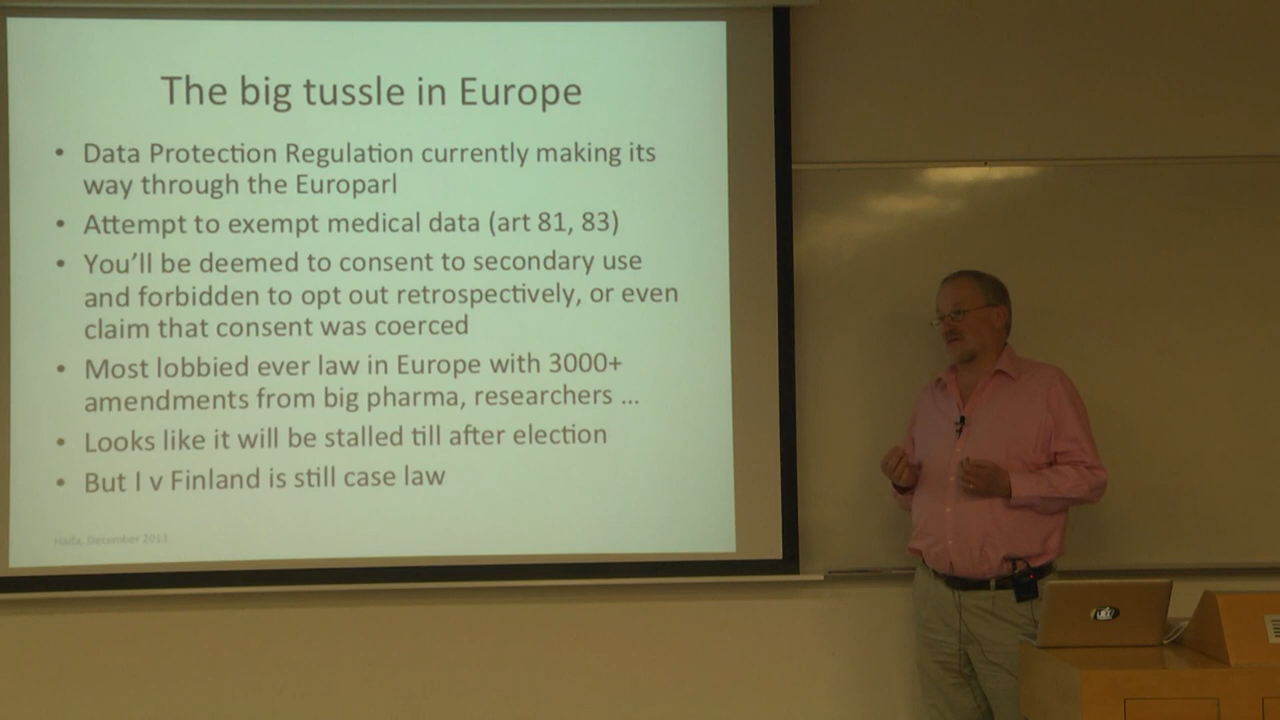 The big tussle in Europe
• Data Protection Regulation currently making its
way through the Europarl
• Attempt to exempt medical data (art 81, 83)
• You'll be deemed to consent to secondary use
and forbidden to opt out retrospectively, or even
claim that consent was coerced
• Most lobbied ever law in Europe with 3000+
amendments from big pharma, researchers ...
• Looks like it will be stalled till after election
• But I v Finland is still case law
Haifa, December 2013